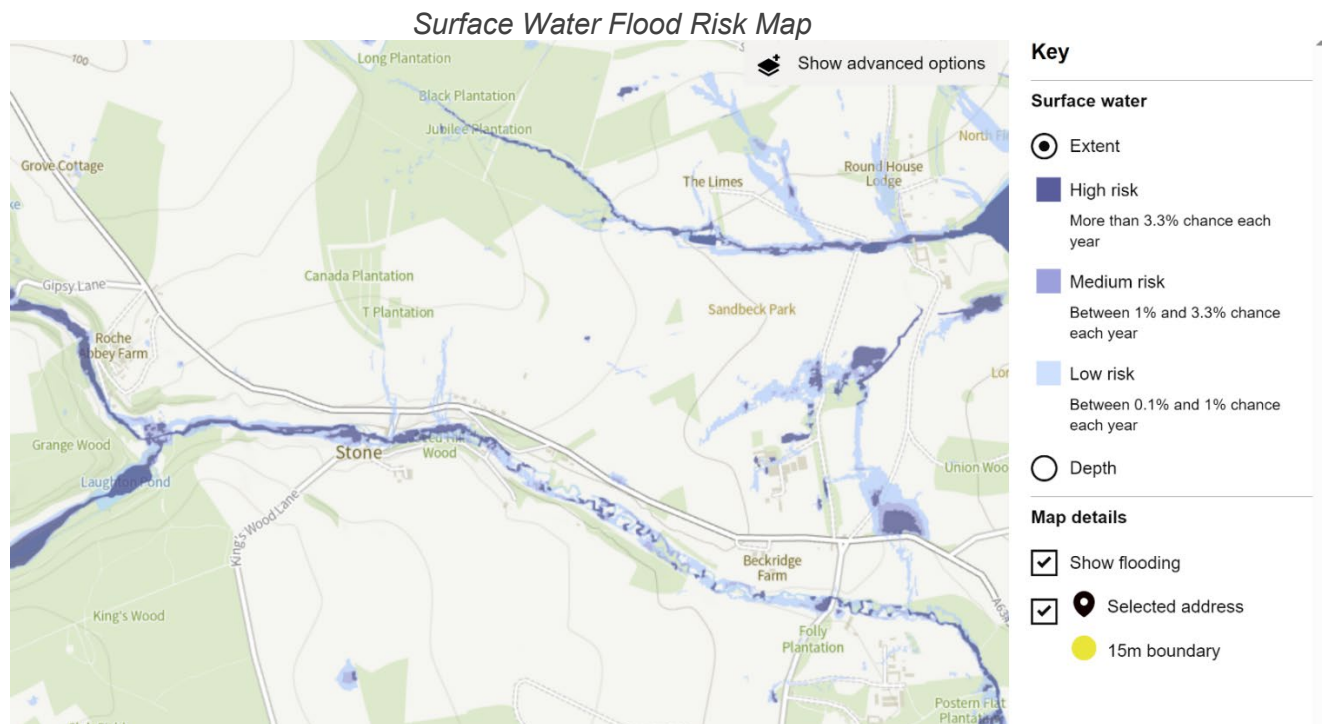 Surface Water Flood Risk Map
Show advanced options
100
Long Plantation
Black Plantation
Jubilee Plantation
Grove Cottage
The Limes
Round House
Lodge
Canada Plantation
Gipsy Lane
T Plantation
Sandbeck Park
Roche
Abbey Farm
Grange Wood
Stone
Wood
Laughton Pond
King's Wood Lane
Beckridge
Farm
King's Wood
Folly
Plantation
Key
Surface water
Extent
High risk
More than 3.3% chance each
year
Medium risk
Between 1% and 3.3% chance
each year
Low risk
Between 0.1% and 1% chance
each year
Depth
Map details
Show flooding
Selected address
15m boundary